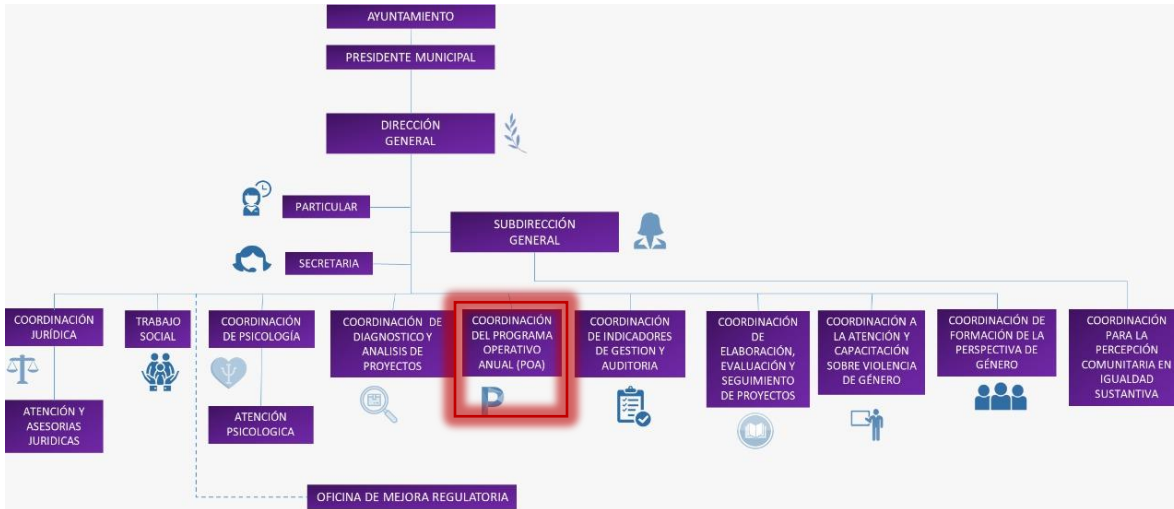 AYUNTAMIENTO
PRESIDENTE MUNICIPAL
DIRECCIÓN
GENERAL
PARTICULAR
SUBDIRECCIÓN
GENERAL
SECRETARIA
COORDINACIÓN
JURÍDICA
TRABAJO
SOCIAL
COORDINACIÓN
DE PSICOLOGÍA
COORDINACIÓN DE
DIAGNOSTICO Y
ANALISIS DE
PROYECTOS
COORDINACIÓN
DEL PROGRAMA
OPERATIVO
ANUAL (POA)
COORDINACIÓN
DE INDICADORES
DE GESTION Y
AUDITORIA
COORDINACIÓN
DE
ELABORACIÓN,
EVALUACIÓN Y
SEGUIMIENTO
DE PROYECTOS
COORDINACIÓN A
LA ATENCIÓN Y
CAPACITACIÓN
SOBRE VIOLENCIA
DE GÉNERO
COORDINACIÓN DE
FORMACIÓN DE LA
PERSPECTIVA DE
GÉNERO
COORDINACIÓN
PARA LA
PERCEPCIÓN
COMUNITARIA EN
IGUALDAD
SUSTANTIVA
ATENCIÓN Y
ASESORIAS
JURIDICAS
ATENCIÓN
PSICOLOGICA
OFICINA DE MEJORA REGULATORIA